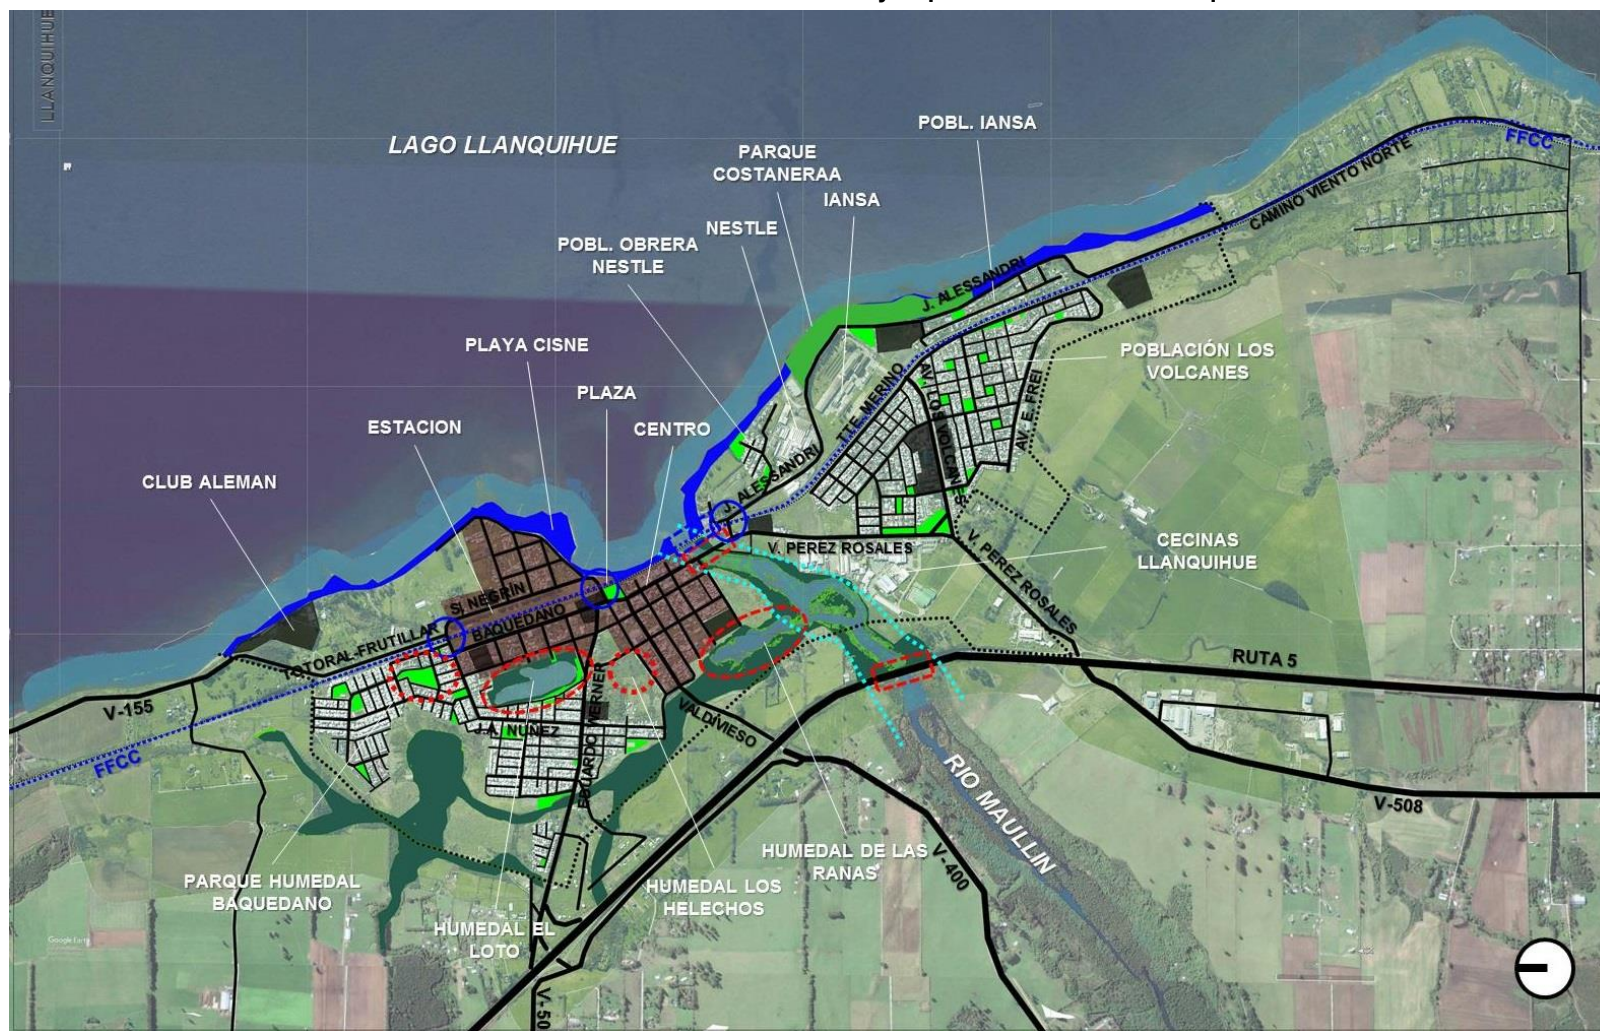 LLANQUIHUE
LAGO LLANQUIHUE
POBL. IANSA
PARQUE
COSTANERAA
IANSA
NESTLE
POBL. OBRERA
NESTLE
FFCC
CAMINO VIENTO NORTE
J. ALESSANDRI
PLAYA CISNE
PLAZA
ESTACION
CENTRO
CLUB ALEMAN
POBLACIÓN LOS
VOLCANES
TTE. MERINO
AV. LOS VOLCANES
AV. E. FREI
J. ALESSANDRI
V. PEREZ ROSALES
V. PEREZ ROSALES
CECINAS
LLANQUIHUE
S. NEGRÍN
BAQUEDANO
TOTORAL-FRUTILLAR
RUTA 5
V-155
FFCC
J.A. NUÑEZ
EDUARDO WERNER
VALDIVIESO
RIO MAULLIN
V-508
V-400
HUMEDAL DE LAS
RANAS
PARQUE HUMEDAL
BAQUEDANO
HUMEDAL LOS
HELECHOS
HUMEDAL EL
LOTO
Google Earth